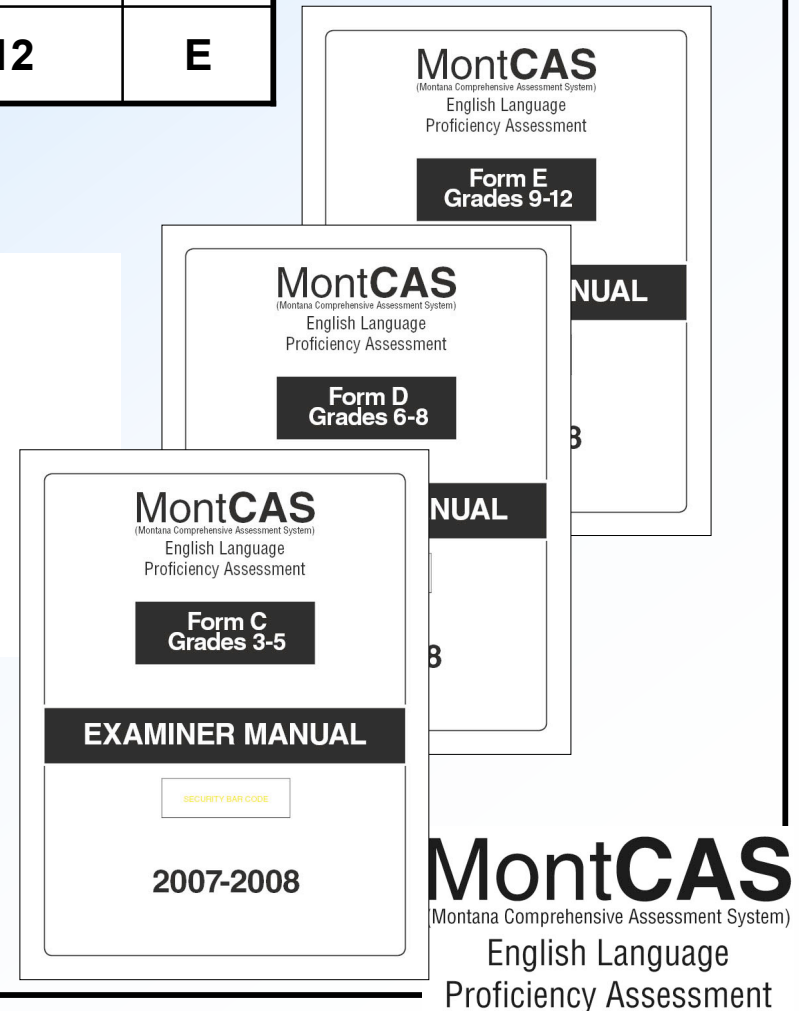 12 E
MontCAS
(Montana Comprehensive Assessment System)
English Language
Proficiency Assessment
Form E
Grades 9-12
NUAL
8
MontCAS
(Montana Comprehensive Assessment System)
English Language
Proficiency Assessment
Form D
Grades 6-8
NUAL
8
MontCAS
(Montana Comprehensive Assessment System)
English Language
Proficiency Assessment
Form C
Grades 3-5
EXAMINER MANUAL
SECURITY BAR CODE
2007-2008
MontCAS
(Montana Comprehensive Assessment System)
English Language
Proficiency Assessment